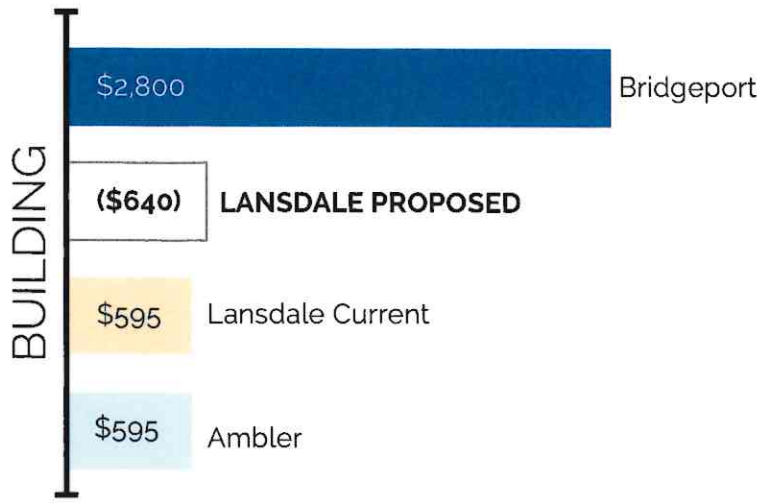 BUILDING
$2,800 Bridgeport
($640) LANSDALE PROPOSED
$595 Lansdale Current
$595 Ambler